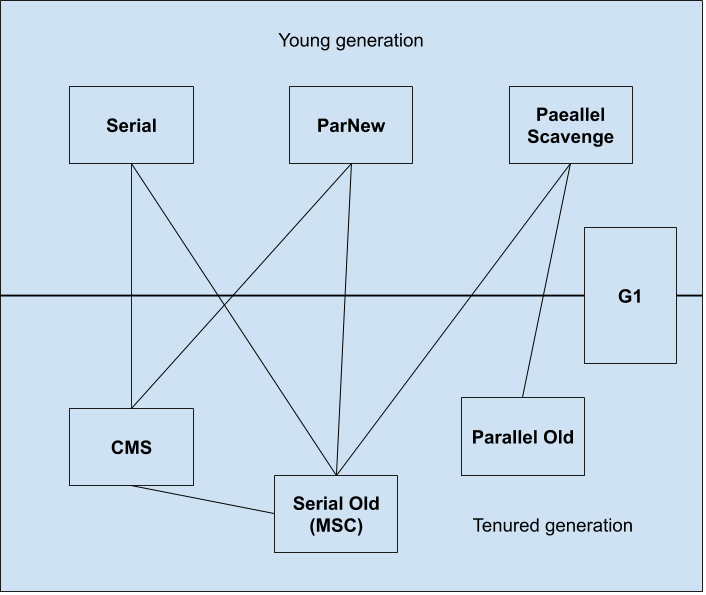 Young generation
Serial
ParNew
Paeallel
Scavenge
G1
CMS
Parallel Old
Serial Old
(MSC)
Tenured generation